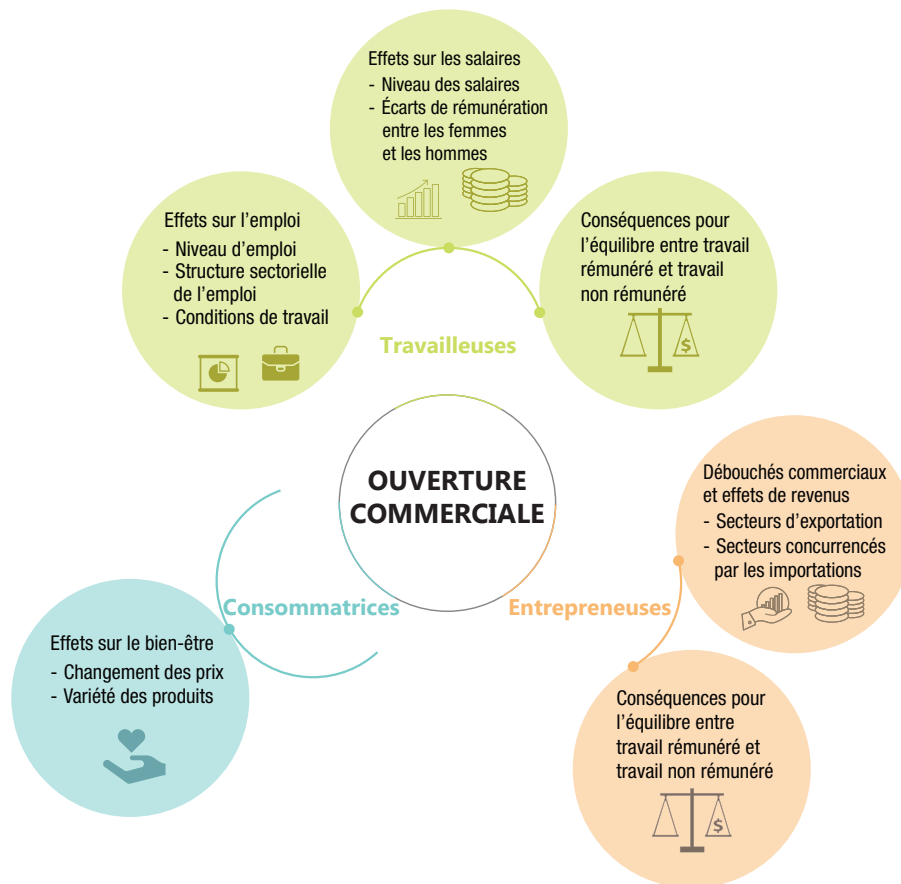 Effets sur les salaires
- Niveau des salaires
- Écarts de rémunération
entre les femmes
et les hommes
Effets sur l'emploi
- Niveau d'emploi
- Structure sectorielle
de l'emploi
- Conditions de travail
Conséquences pour
l'équilibre entre travail
rémunéré et travail
non rémunéré
$
Travailleuses
OUVERTURE
COMMERCIALE
Débouchés commerciaux
et effets de revenus
- Secteurs d'exportation
- Secteurs concurrencés
par les importations
Consommatrices
Entrepreneuses
Effets sur le bien-être
- Changement des prix
- Variété des produits
Conséquences pour
l'équilibre entre
travail rémunéré et
travail non rémunéré
$